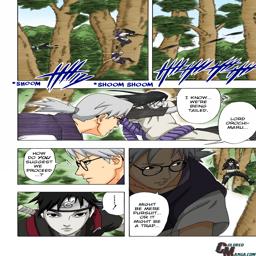 *SHOOM
*SHOOM SHOOM
I KNOW...
WE'RE
BEING
TAILED.
LORD
OROCHI-
MARU...
HOW
DO YOU
SUGGEST
WE
PROCEED
...?
MIGHT BE
MERE
PURSUIT...
OR IT
MIGHT BE
A TRAP...
COLORED
MANGA.COM